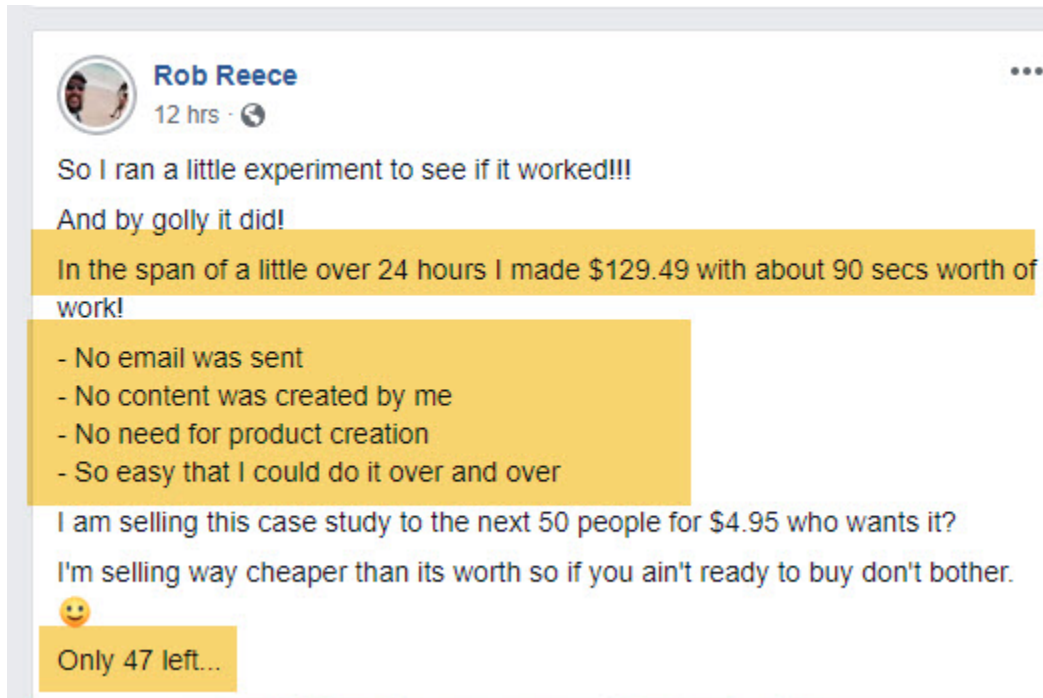 Rob Reece
12 hrs ·
So I ran a little experiment to see if it worked!!!
And by golly it did!
In the span of a little over 24 hours I made $129.49 with about 90 secs worth of
work!
- No email was sent
- No content was created by me
- No need for product creation
- So easy that I could do it over and over
I am selling this case study to the next 50 people for $4.95 who wants it?
I'm selling way cheaper than its worth so if you ain't ready to buy don't bother.
🙂
Only 47 left...